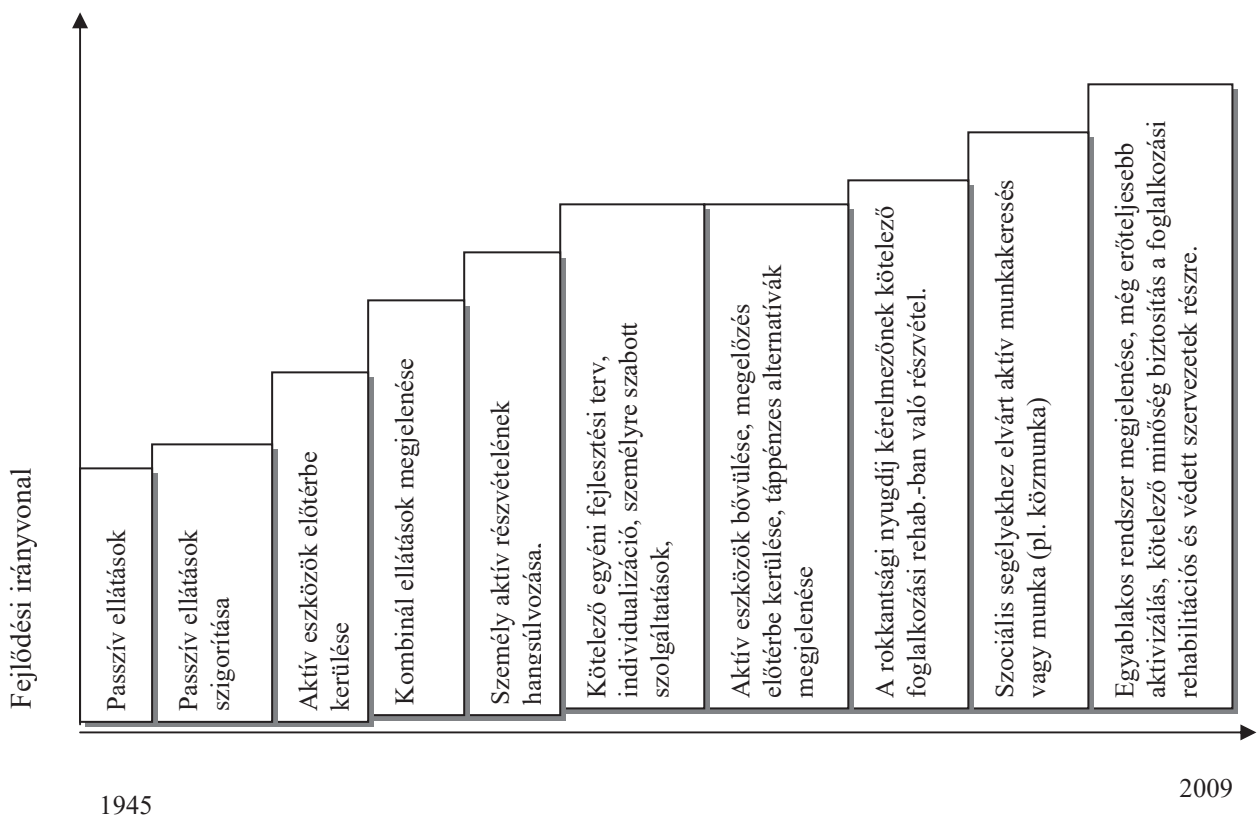 Fejlődési irányvonal
Passzív ellátások
Passzív ellátások
szigorítása
Aktív eszközök előtérbe
kerülése
Kombinál ellátások megjelenése
Személy aktív részvételének
hangsúlyozása.
Kötelező egyéni fejlesztési terv,
individualizáció, személyre szabott
szolgáltatások,
Aktív eszközök bővülése, megelőzés
előtérbe kerülése, táppénzes alternatívák
megjelenése
A rokkantsági nyugdíj kérelmezőnek kötelező
foglalkozási rehab.-ban való részvétel.
Szociális segélyekhez elvárt aktív munkakeresés
vagy munka (pl. közmunka)
Egyablakos rendszer megjelenése, még erőteljesebb
aktivizálás, kötelező minőség biztosítás a foglalkozási
rehabilitációs és védett szervezetek részre.
1945
2009